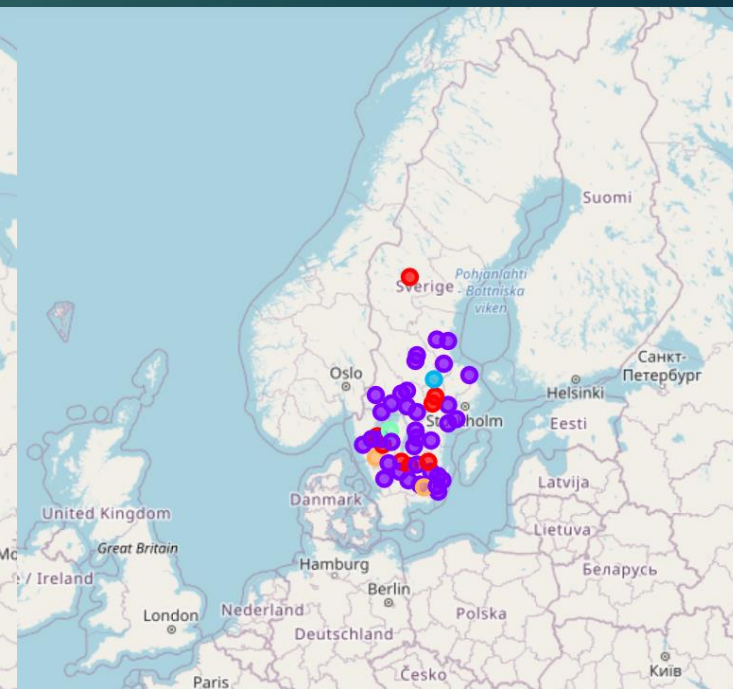 Suomi
Sverige
Pohjanlahti
- Bottniska
viken
Санкт-
Петербург
Oslo
Helsinki
Stockholm
Eesti
Latvija
Danmark
United Kingdom
Lietuva
Great Britain
Беларусь
Hamburg
/ Ireland
Berlin
London
Nederland
Polska
Deutschland
Česko
Київ
Paris